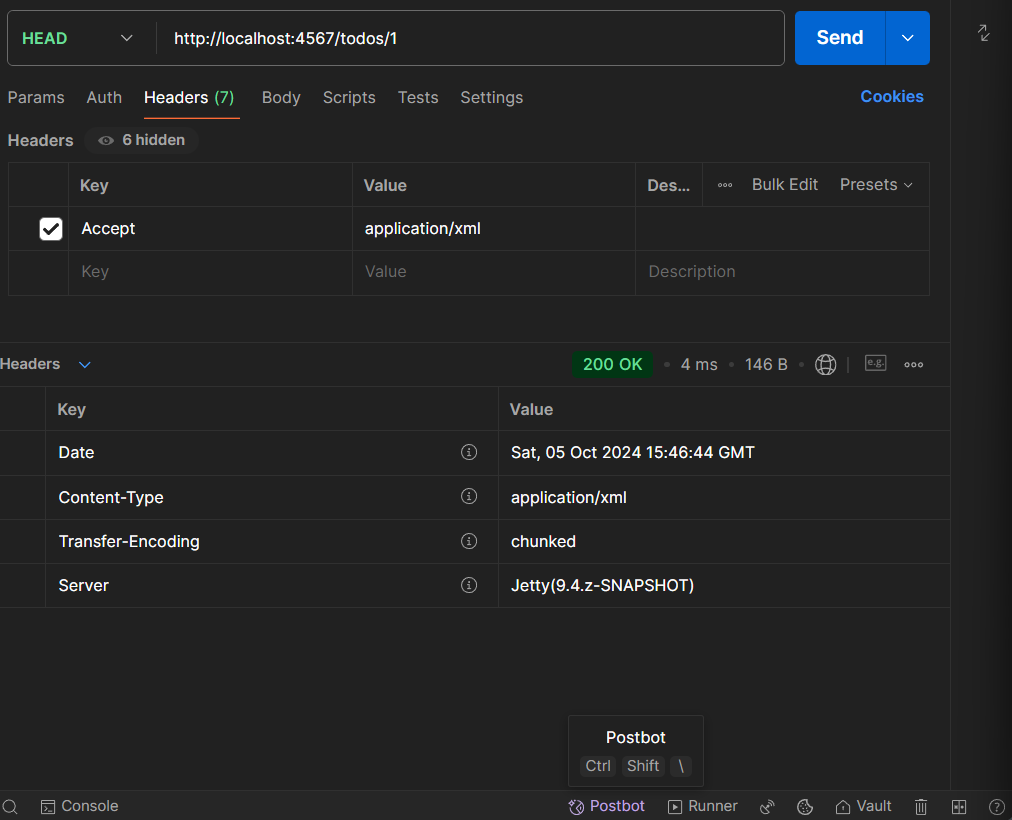 HEAD http://localhost:4567/todos/1 Send
Params Auth Headers (7) Body Scripts Tests Settings Cookies
Headers 6 hidden
Key Value Des... Bulk Edit Presets
Accept application/xml
Key Value Description
Headers 200 OK 4 ms 146 B e.g.
Key Value
Date Sat, 05 Oct 2024 15:46:44 GMT
Content-Type application/xml
Transfer-Encoding chunked
Server Jetty(9.4.z-SNAPSHOT)
Postbot
Ctrl Shift \
Console Postbot Runner Vault